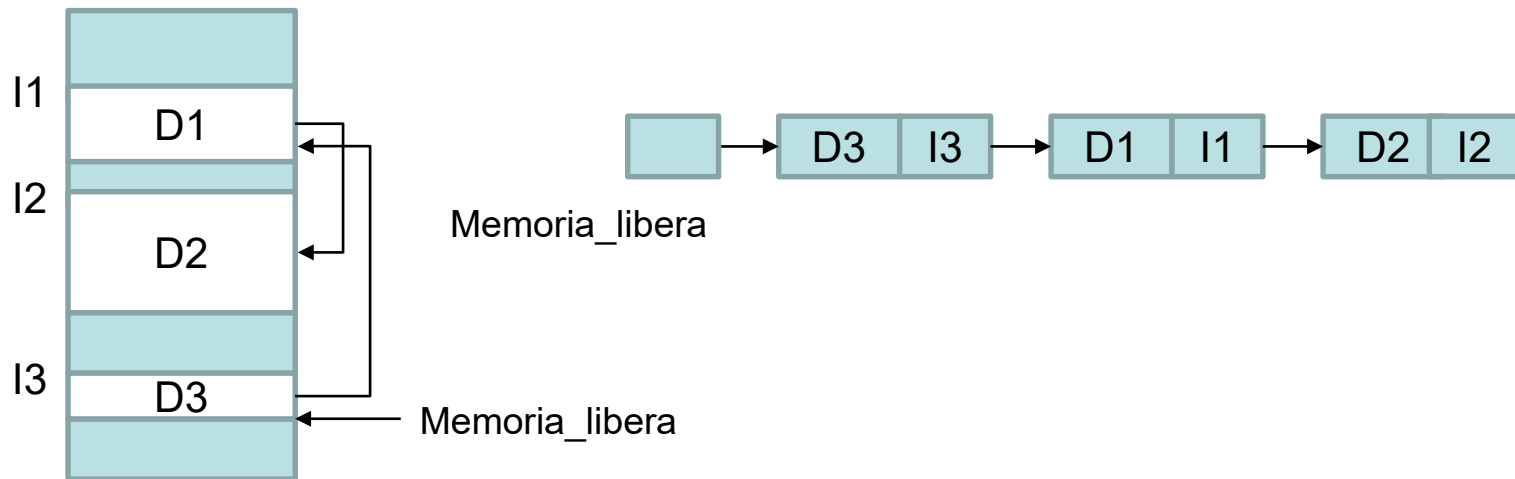 I1
D1
I2
D2
I3
D3
Memoria_libera
D3 I3 D1 I1 D2 I2
Memoria_libera